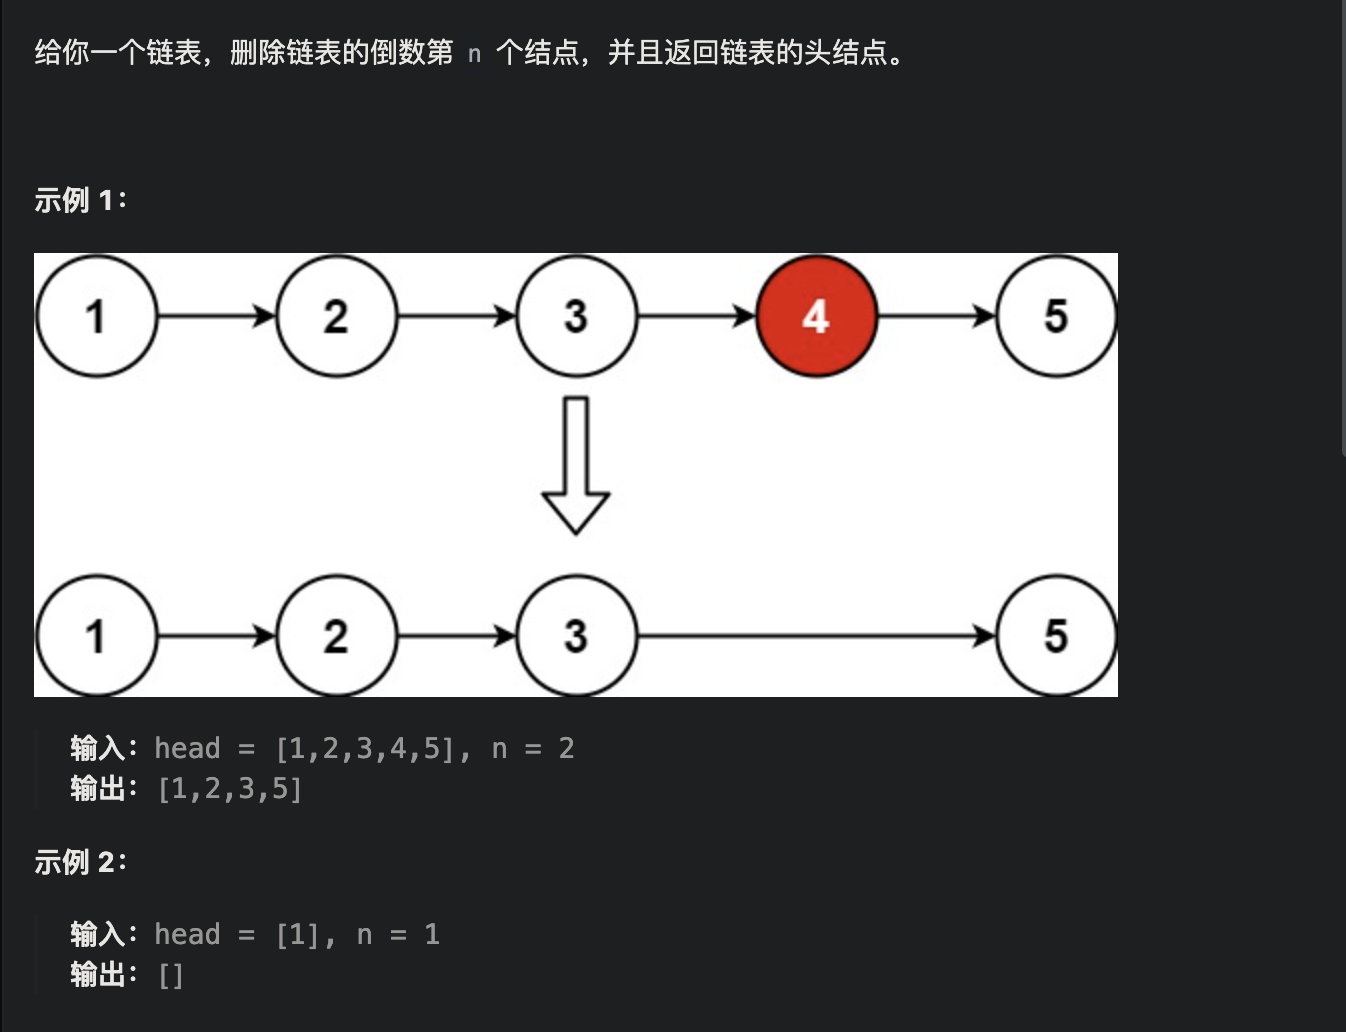 给你一个链表，删除链表的倒数第 n 个结点，并且返回链表的头结点。
示例 1：
1 2 3 4 5
1 2 3 5
输入：head = [1,2,3,4,5], n = 2
输出：[1,2,3,5]
示例 2：
输入：head = [1], n = 1
输出：[]